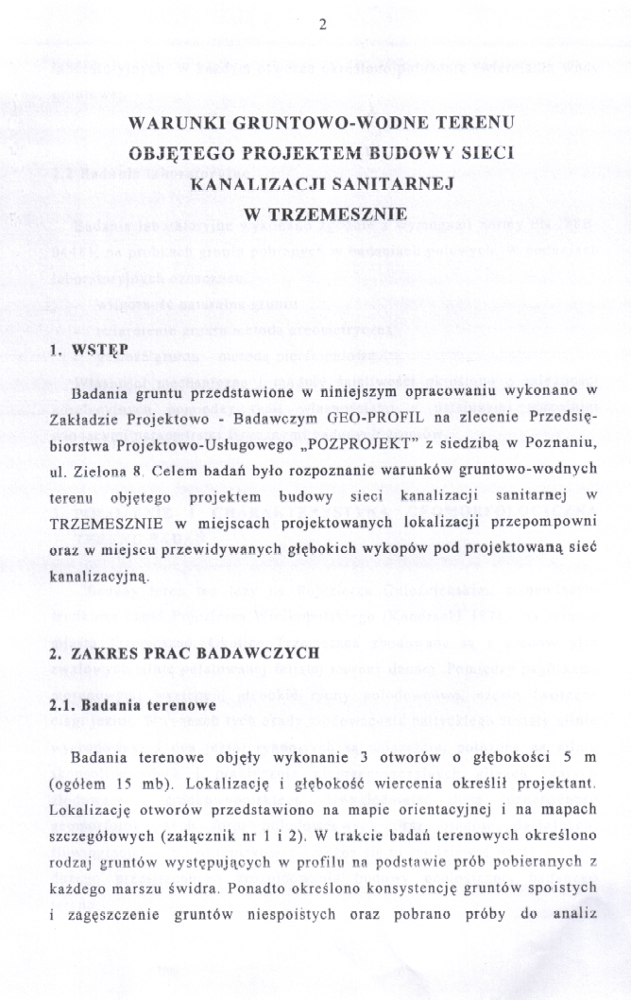 2
WARUNKI GRUNTOWO-WODNE TERENU
OBJĘTEGO PROJEKTEM BUDOWY SIECI
KANALIZACJI SANITARNEJ
W TRZEMESZNIE
1. WSTĘP
Badania gruntu przedstawione w niniejszym opracowaniu wykonano w
Zakładzie Projektowo - Badawczym GEO-PROFIL na zlecenie Przedsię-
biorstwa Projektowo-Usługowego „POZPROJEKT” z siedzibą w Poznaniu,
ul. Zielona 8. Celem badań było rozpoznanie warunków gruntowo-wodnych
terenu objętego projektem budowy sieci kanalizacji sanitarnej w
TRZEMESZNIE w miejscach projektowanych lokalizacji przepompowni
oraz w miejscu przewidywanych głębokich wykopów pod projektowaną sieć
kanalizacyjną.
2. ZAKRES PRAC BADAWCZYCH
2.1. Badania terenowe
Badania terenowe objęły wykonanie 3 otworów o głębokości 5 m
(ogółem 15 mb). Lokalizację i głębokość wiercenia określił projektant.
Lokalizację otworów przedstawiono na mapie orientacyjnej i na mapach
szczegółowych (załącznik nr 1 i 2). W trakcie badań terenowych określono
rodzaj gruntów występujących w profilu na podstawie prób pobieranych z
każdego marszu świdra. Ponadto określono konsystencję gruntów spoistych
i zagęszczenie gruntów niespoistych oraz pobrano próby do analiz